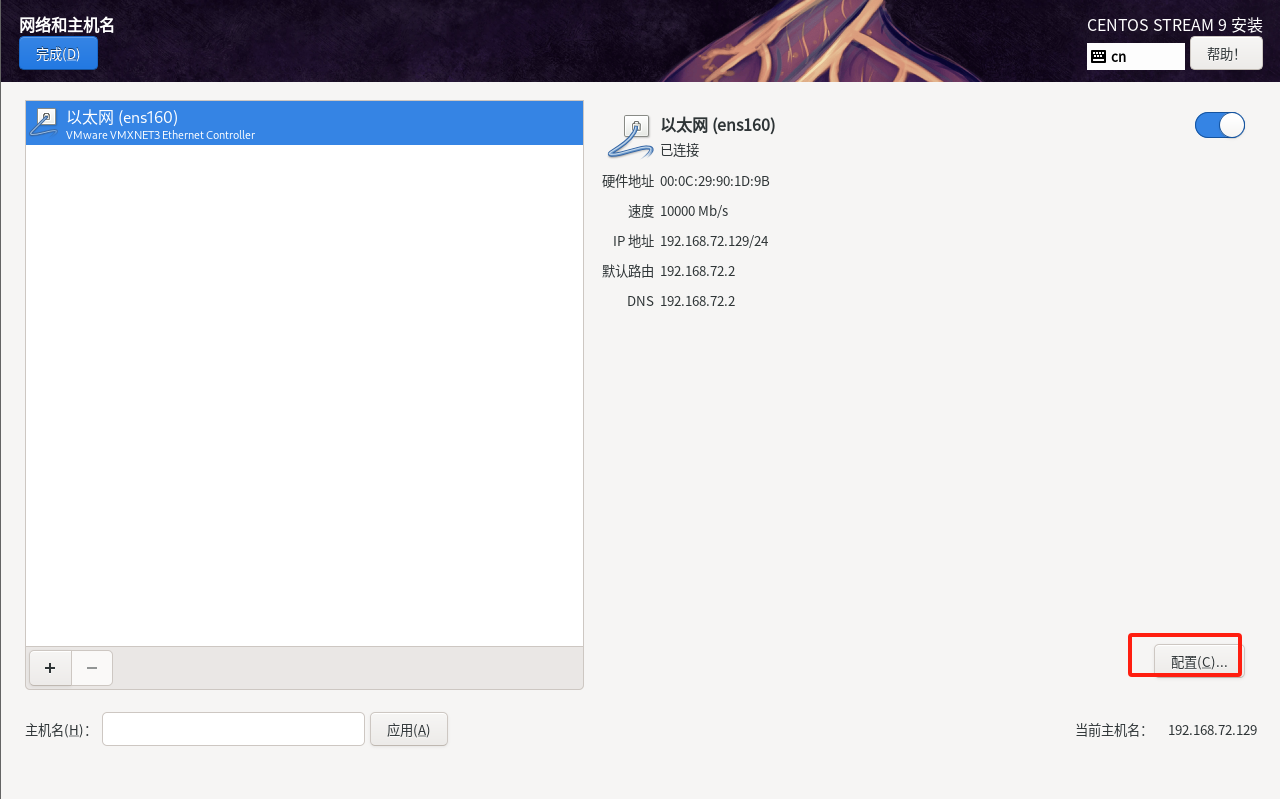 网络和主机名
完成(D)
CENTOS STREAM 9 安装
cn
帮助!
以太网 (ens160)
VMware VMXNET3 Ethernet Controller
以太网 (ens160)
已连接
硬件地址 00:0C:29:90:1D:9B
速度 10000 Mb/s
IP 地址 192.168.72.129/24
默认路由 192.168.72.2
DNS 192.168.72.2
+ −
配置(C)...
主机名(H)： 应用(A)
当前主机名： 192.168.72.129